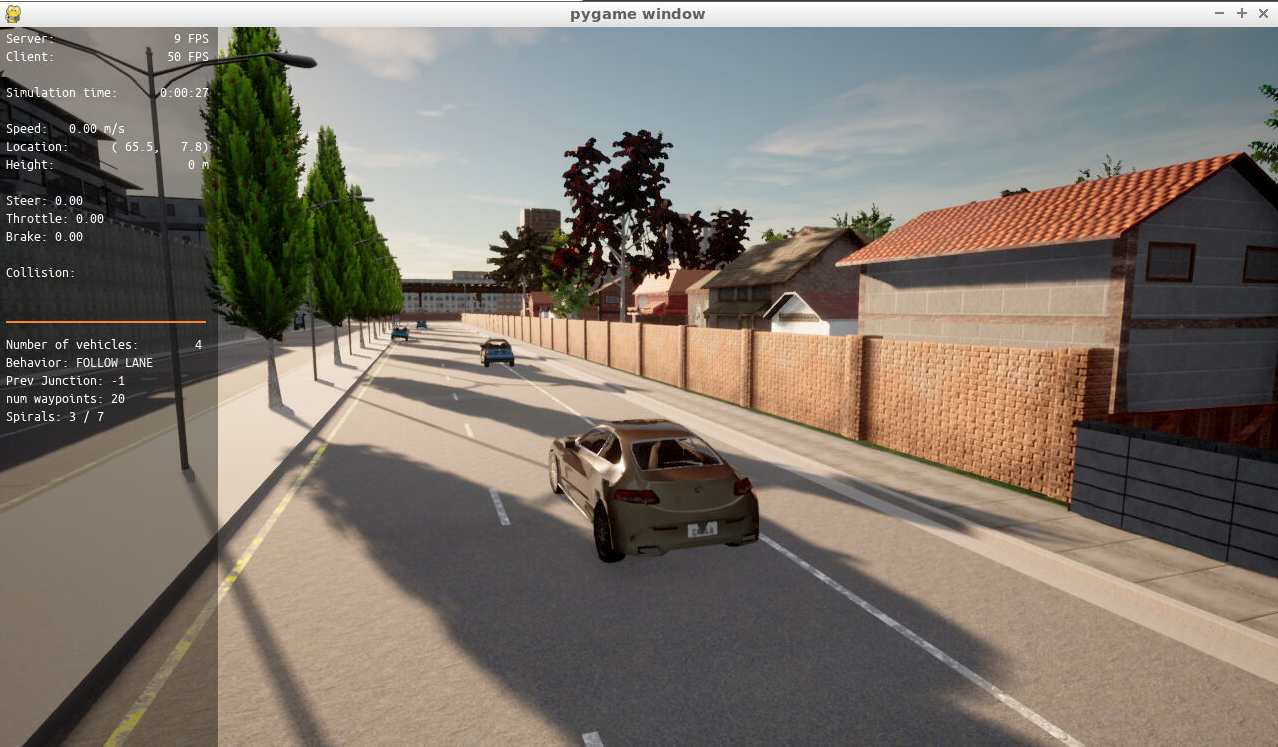 pygame window
Server: 9 FPS
Client: 50 FPS
Simulation time: 0:00:27
Speed: 0.00 m/s
Location: ( 65.5, 7.8)
Height: 0 m
Steer: 0.00
Throttle: 0.00
Brake: 0.00
Collision:
Number of vehicles: 4
Behavior: FOLLOW LANE
Prev Junction: -1
num waypoints: 20
Spirals: 3 / 7